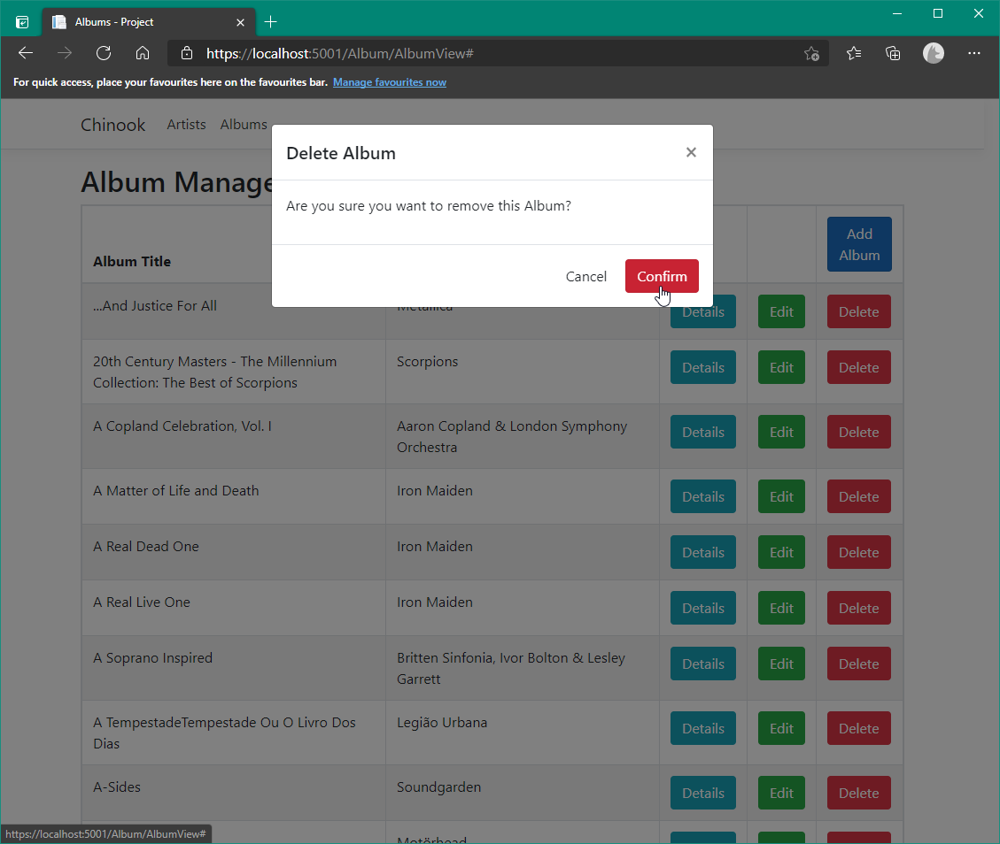 Albums - Project
https://localhost:5001/Album/AlbumView#
For quick access, place your favourites here on the favourites bar. Manage favourites now
Chinook Artists Albums
Delete Album
Are you sure you want to remove this Album?
Cancel Confirm
Album
Album Title
Add
Album
...And Justice For All Metallica Details Edit Delete
20th Century Masters - The Millennium
Collection: The Best of Scorpions
Scorpions Details Edit Delete
A Copland Celebration, Vol. I
Aaron Copland & London Symphony
Orchestra
Details Edit Delete
A Matter of Life and Death Iron Maiden Details Edit Delete
A Real Dead One Iron Maiden Details Edit Delete
A Real Live One Iron Maiden Details Edit Delete
A Soprano Inspired
Britten Sinfonia, Ivor Bolton & Lesley
Garrett
Details Edit Delete
A TempestadeTempestade Ou O Livro Dos
Dias
Legião Urbana Details Edit Delete
A-Sides Soundgarden Details Edit Delete
Motörhead
https://localhost:5001/Album/AlbumView#